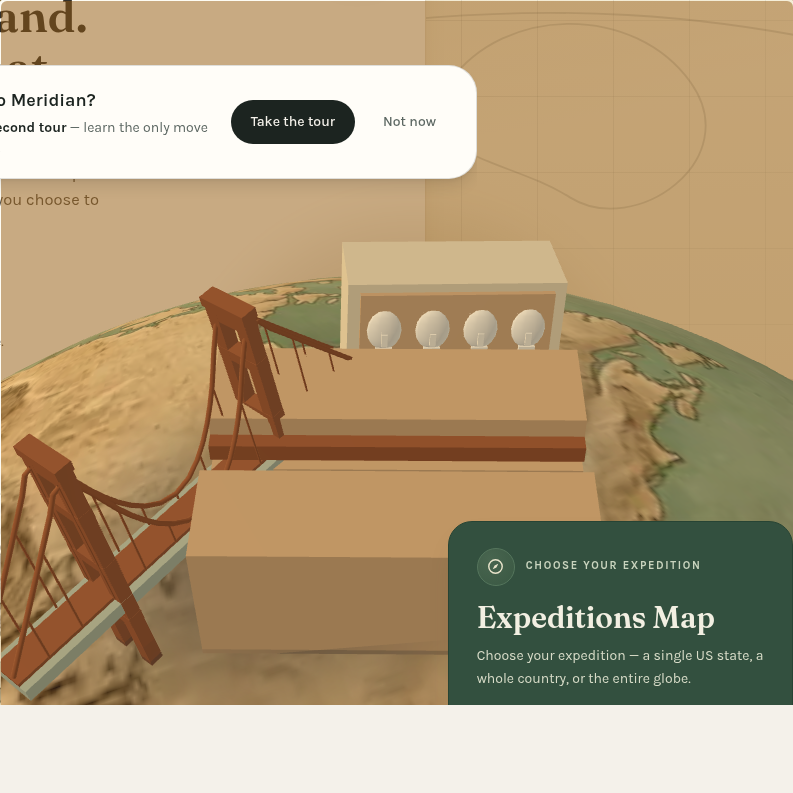 and.
o Meridian?
econd tour — learn the only move
Take the tour
Not now
you choose to
CHOOSE YOUR EXPEDITION
Expeditions Map
Choose your expedition — a single US state, a
whole country, or the entire globe.